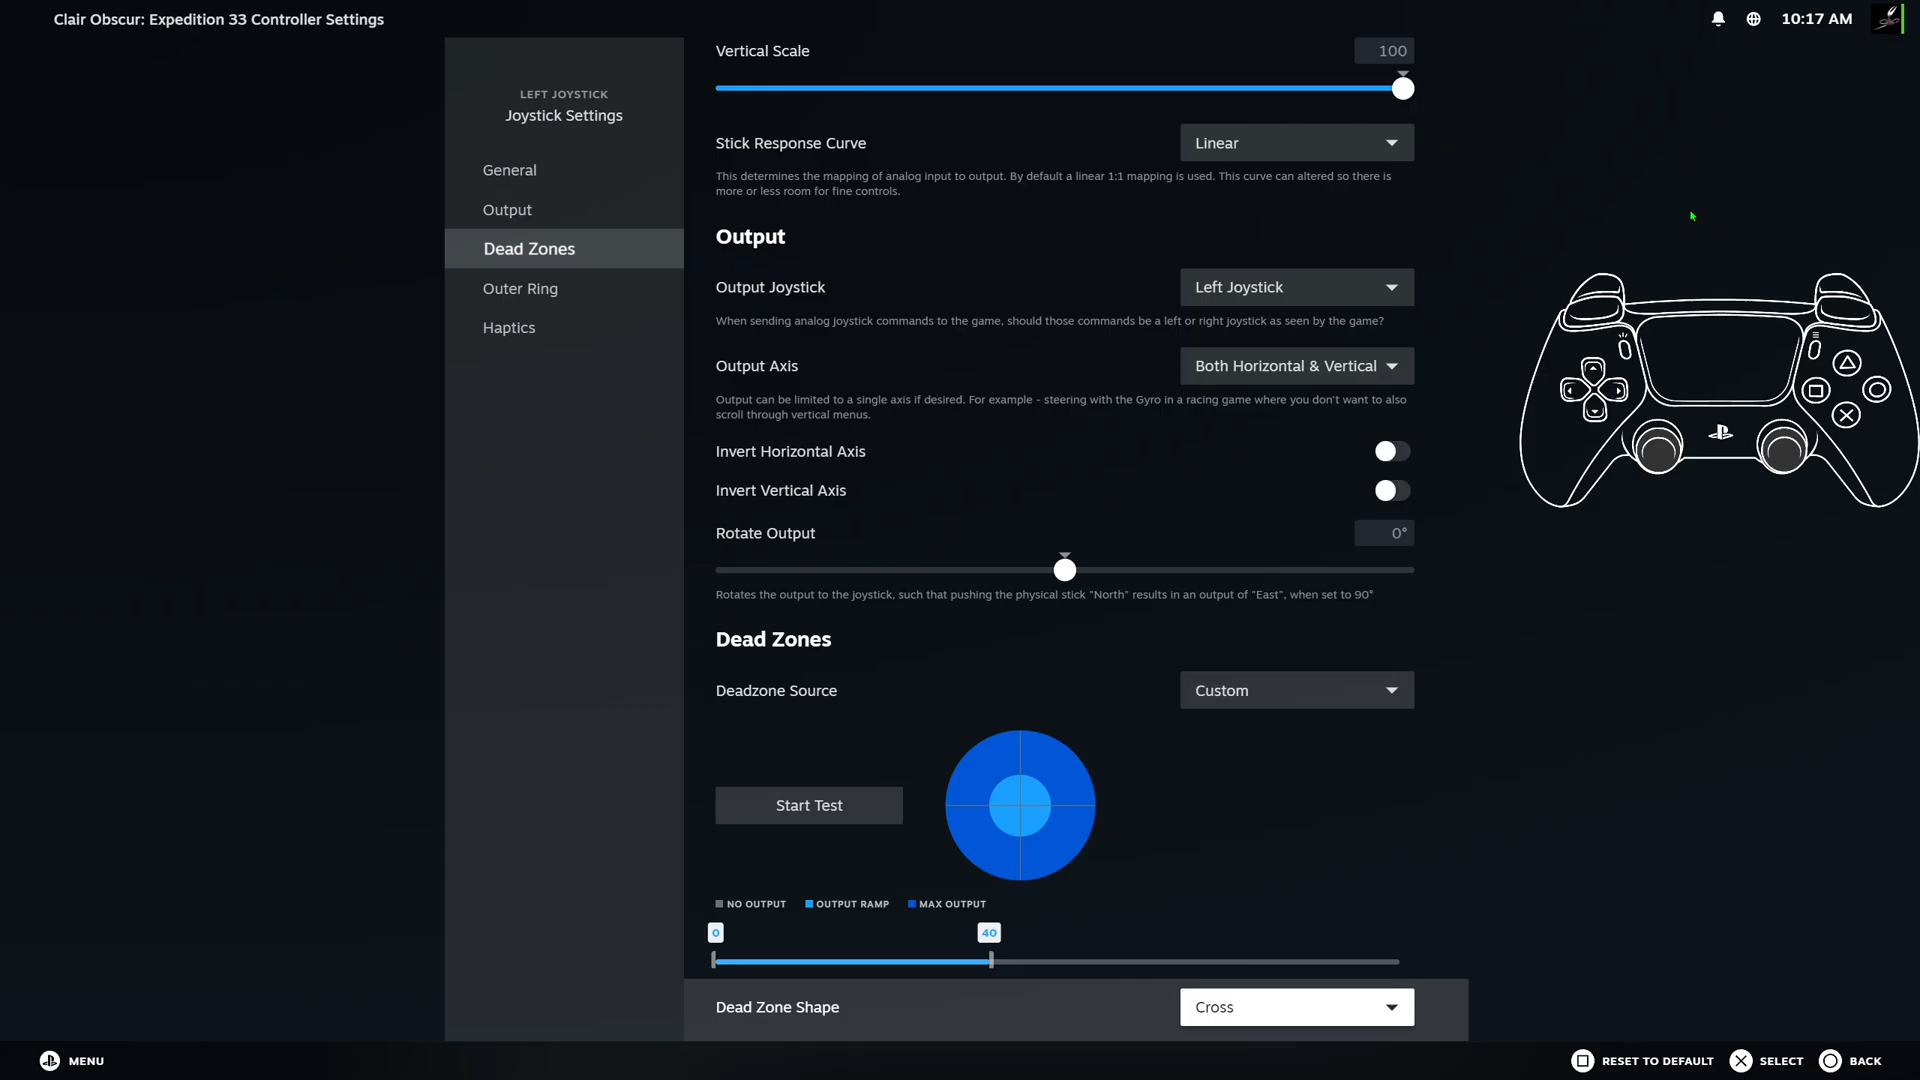 Clair Obscur: Expedition 33 Controller Settings
10:17 AM
LEFT JOYSTICK
Joystick Settings
General
Output
Dead Zones
Outer Ring
Haptics
Vertical Scale
100
Stick Response Curve
Linear
This determines the mapping of analog input to output. By default a linear 1:1 mapping is used. This curve can altered so there is
more or less room for fine controls.
Output
Output Joystick
Left Joystick
When sending analog joystick commands to the game, should those commands be a left or right joystick as seen by the game?
Output Axis
Both Horizontal & Vertical
Output can be limited to a single axis if desired. For example - steering with the Gyro in a racing game where you don't want to also
scroll through vertical menus.
Invert Horizontal Axis
Invert Vertical Axis
Rotate Output
0°
Rotates the output to the joystick, such that pushing the physical stick "North" results in an output of "East", when set to 90°
Dead Zones
Deadzone Source
Custom
Start Test
NO OUTPUT
OUTPUT RAMP
MAX OUTPUT
0
40
Dead Zone Shape
Cross
MENU
RESET TO DEFAULT
SELECT
BACK